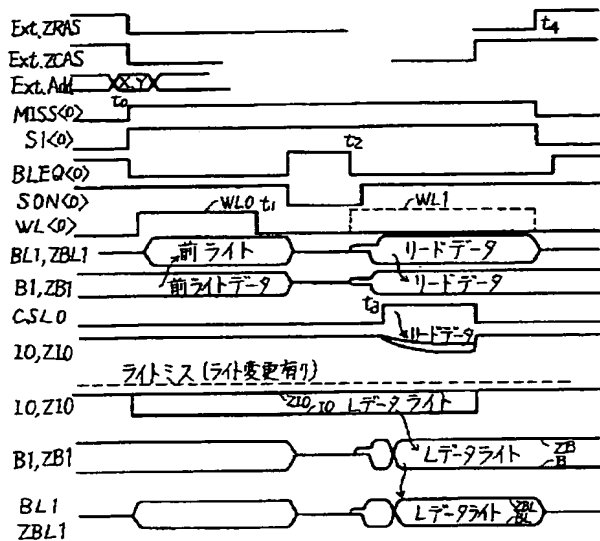 Ext.ZRAS
t4
Ext.ZCAS
Ext.Add X,Y
t0
MISS<0>
SI<0>
t2
BLEQ<0>
SON<0>
WL0 t1 WL1
WL<0>
BL1,ZBL1 前ライト リードデータ
B1,ZB1 前ライトデータ リードデータ
t3
CSL0
IO,ZIO リードデータ
ライトミス(ライト変更有り)
IO,ZIO ZIO,IO Lデータライト
B1,ZB1 Lデータライト ZB
B
BL1 Lデータライト ZBL
ZBL1 BL